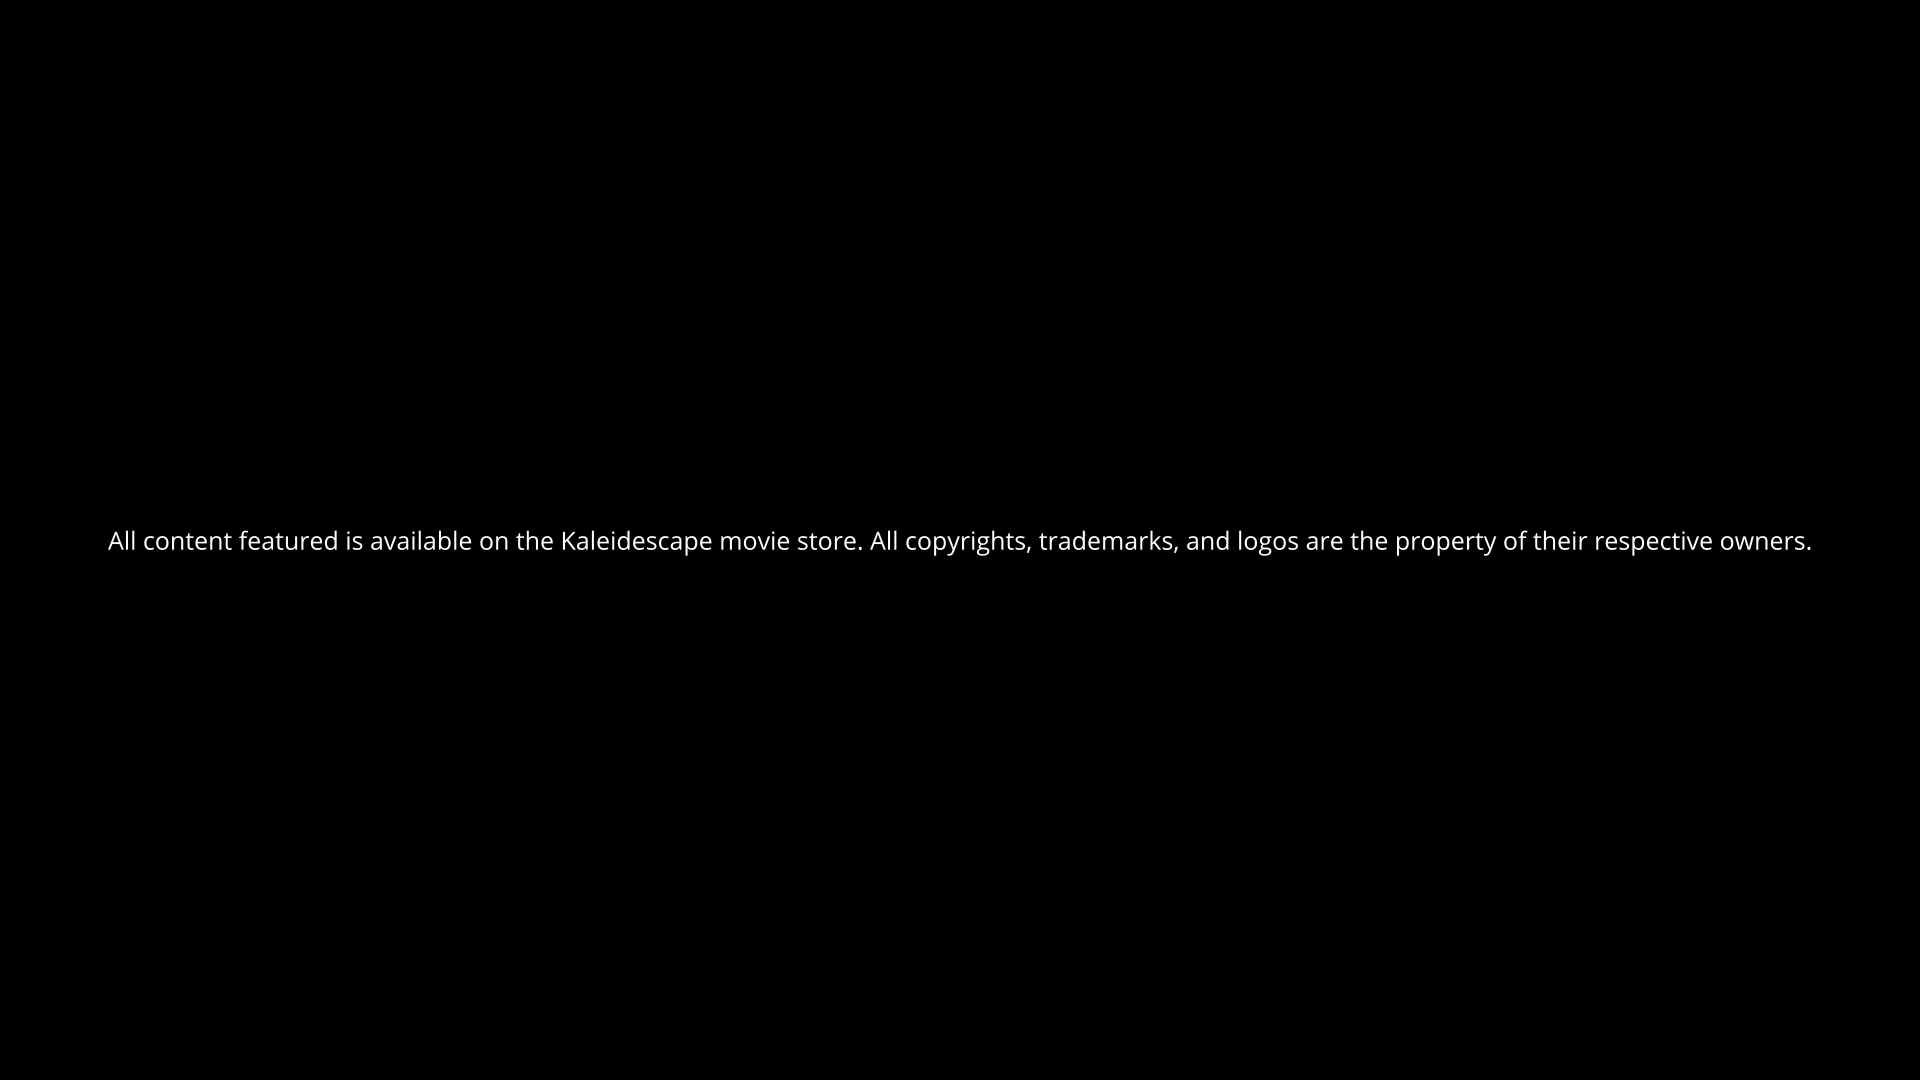 All content featured is available on the Kaleidescape movie store. All copyrights, trademarks, and logos are the property of their respective owners.